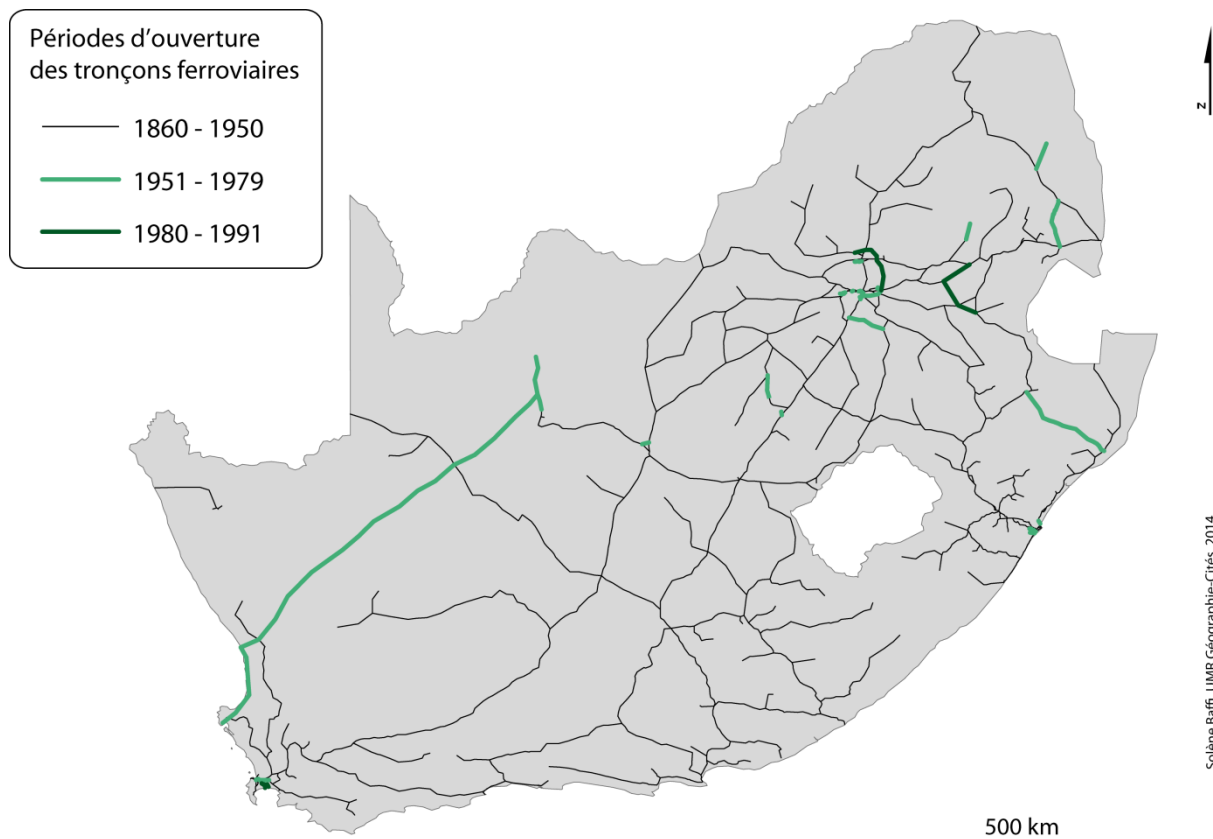 Périodes d'ouverture
des tronçons ferroviaires
1860 - 1950
1951 - 1979
1980 - 1991
z
Solène Baffi, UMR Géographie-Cités, 2014
500 km